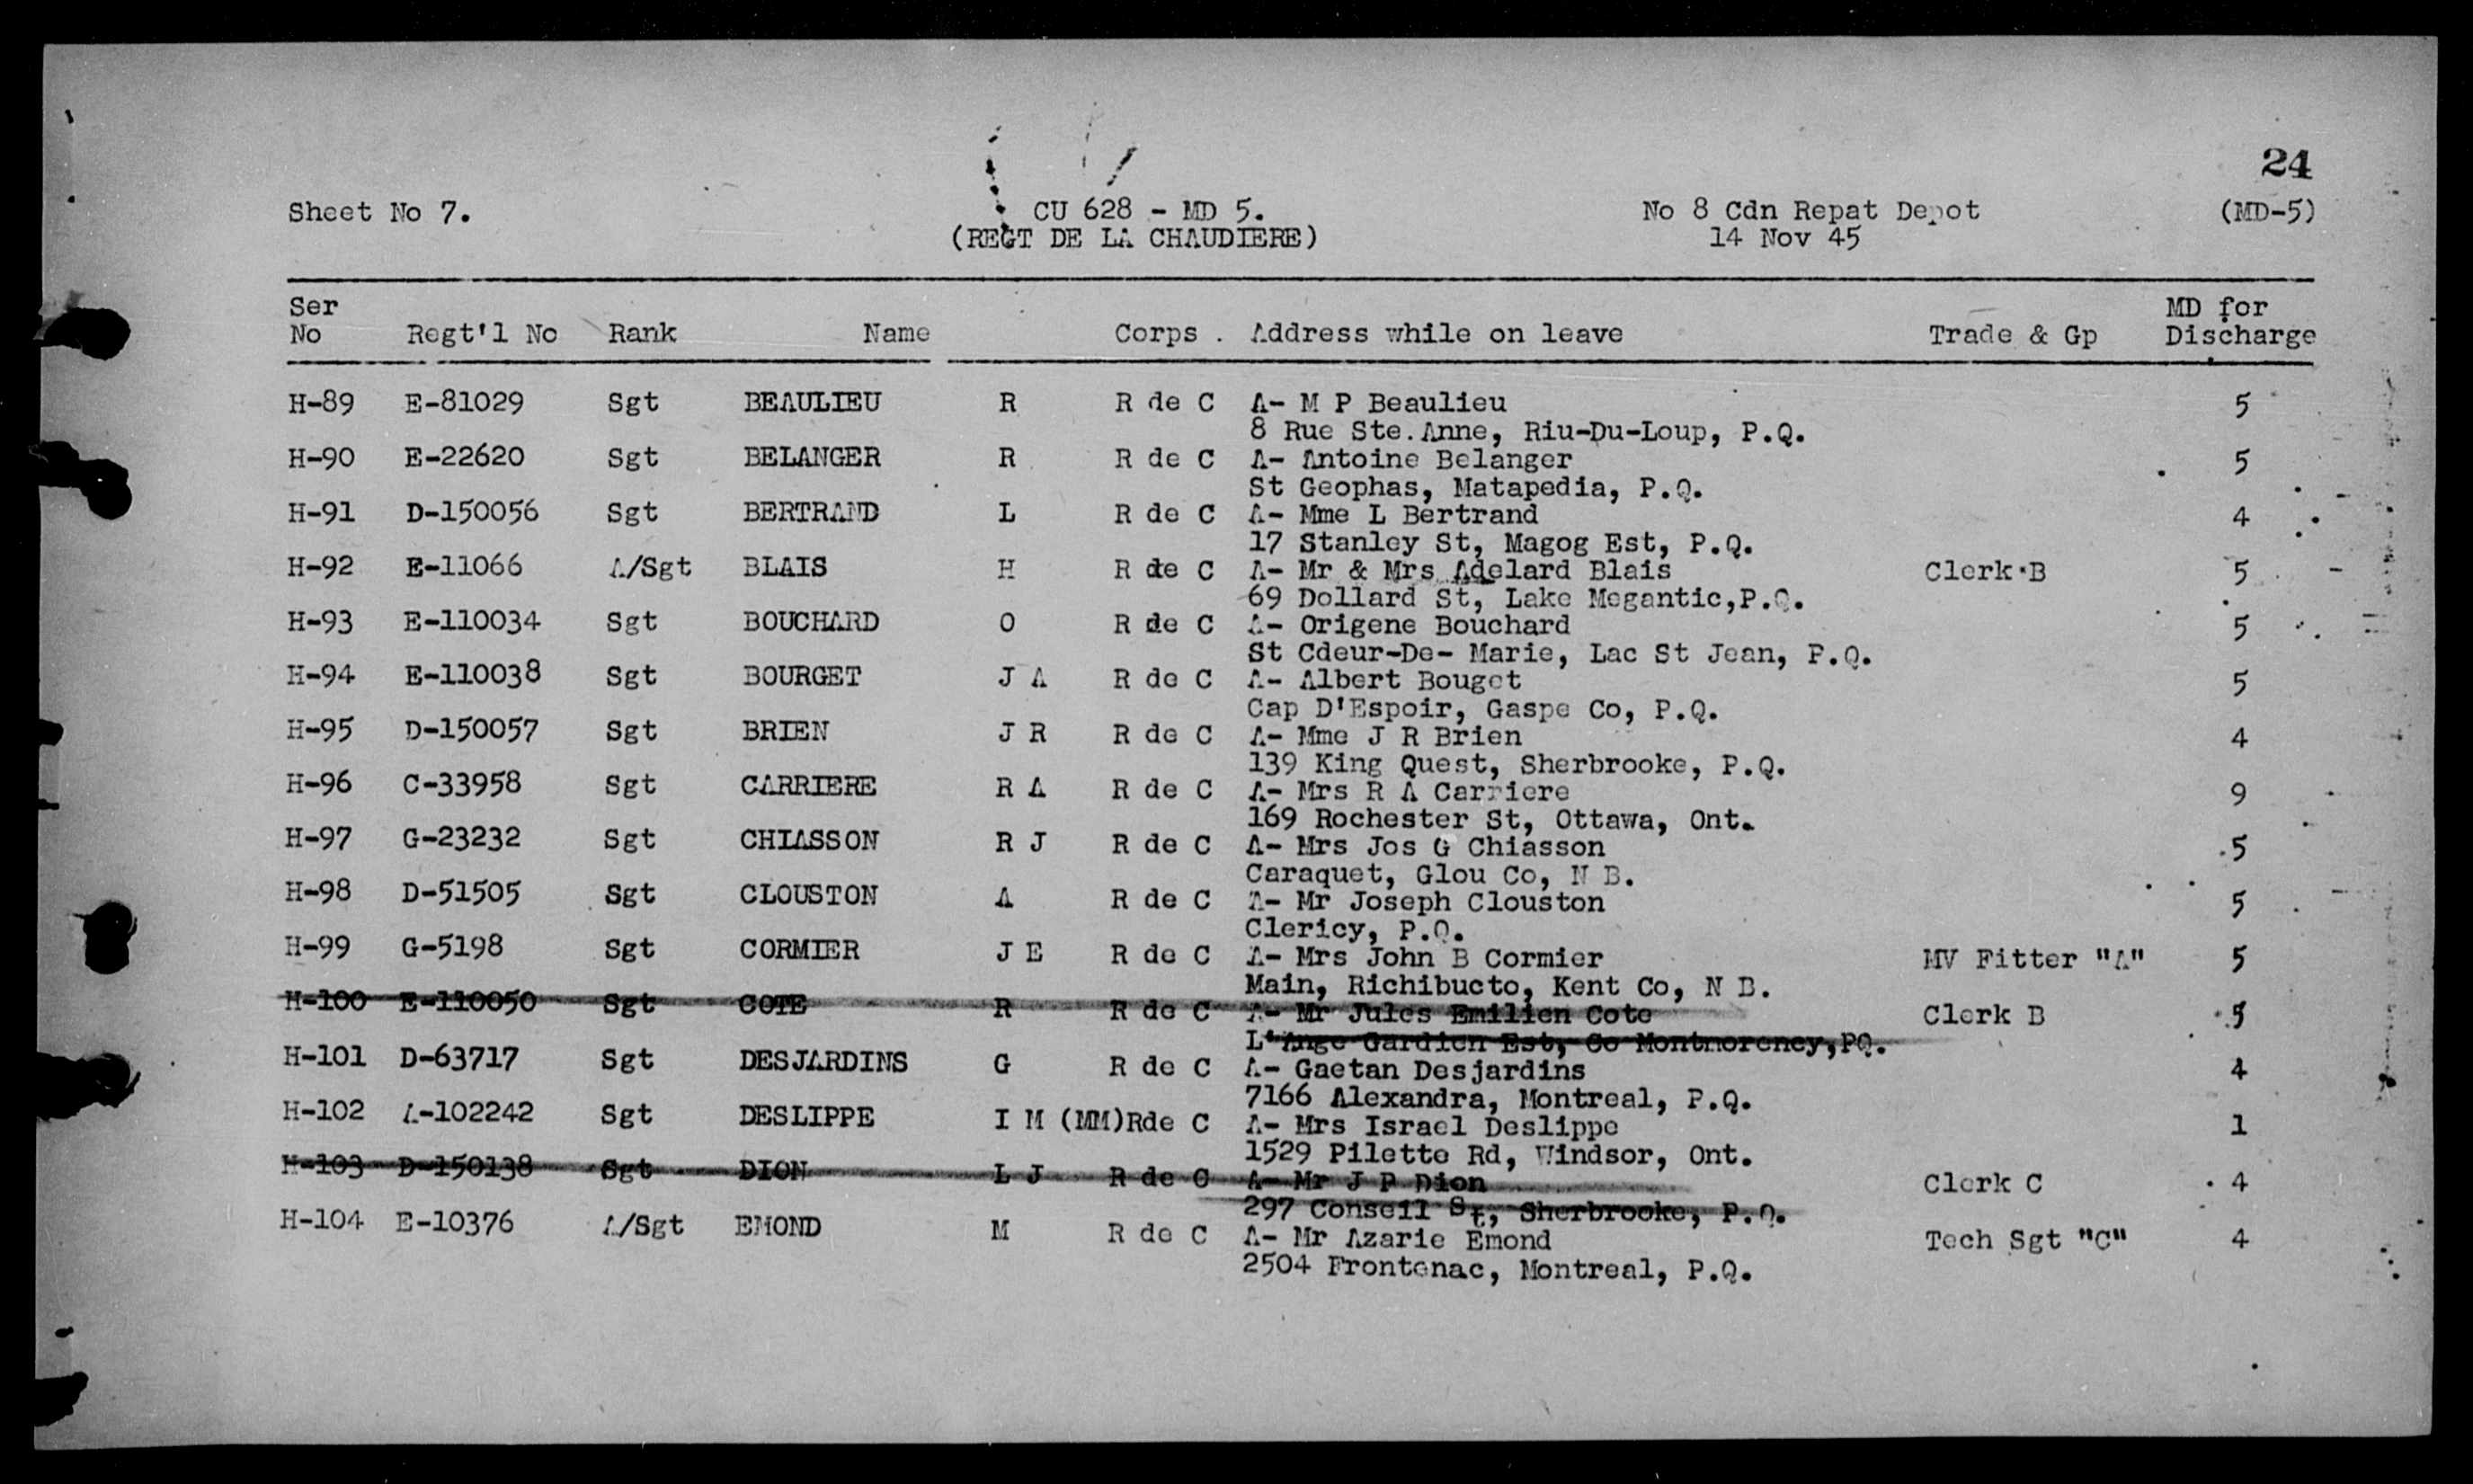 24
Sheet No 7. CU 628 - MD 5. No 8 Cdn Repat Depot (MD-5)
(REGT DE LA CHAUDIERE) 14 Nov 45
Ser MD for
No Regt'l No Rank Name Corps . Address while on leave Trade & Gp Discharge
H-89 E-81029 Sgt BEAULIEU R R de C A- M P Beaulieu 5
8 Rue Ste.Anne, Riu-Du-Loup, P.Q.
H-90 E-22620 Sgt BELANGER R R de C A- Antoine Belanger 5
St Geophas, Matapedia, P.Q.
H-91 D-150056 Sgt BERTRAND L R de C A- Mme L Bertrand 4
17 Stanley St, Magog Est, P.Q.
H-92 E-11066 A/Sgt BLAIS H R de C A- Mr & Mrs Adelard Blais Clerk B 5
69 Dollard St, Lake Megantic,P.Q.
H-93 E-110034 Sgt BOUCHARD O R de C A- Origene Bouchard 5
St Cdeur-De- Marie, Lac St Jean, P.Q.
H-94 E-110038 Sgt BOURGET J A R de C A- Albert Bouget 5
Cap D'Espoir, Gaspe Co, P.Q.
H-95 D-150057 Sgt BRIEN J R R de C A- Mme J R Brien 4
139 King Quest, Sherbrooke, P.Q.
H-96 C-33958 Sgt CARRIERE R A R de C A- Mrs R A Carriere 9
169 Rochester St, Ottawa, Ont.
H-97 G-23232 Sgt CHIASSON R J R de C A- Mrs Jos G Chiasson 5
Caraquet, Glou Co, N B.
H-98 D-51505 Sgt CLOUSTON A R de C A- Mr Joseph Clouston 5
Clericy, P.Q.
H-99 G-5198 Sgt CORMIER J E R de C A- Mrs John B Cormier MV Fitter "A" 5
Main, Richibucto, Kent Co, N B.
H-100 E-110050 Sgt COTE R R de C A- Mr Jules Emilien Cote Clerk B 5
L'Ange Gardien Est, Co Montmorency,PQ.
H-101 D-63717 Sgt DESJARDINS G R de C A- Gaetan Desjardins 4
7166 Alexandra, Montreal, P.Q.
H-102 A-102242 Sgt DESLIPPE I M (MM)Rde C A- Mrs Israel Deslippe 1
1529 Pilette Rd, Windsor, Ont.
H-103 D-150138 Sgt DION L J R de C A- Mr J P Dion Clerk C 4
297 Conseil St, Sherbrooke, P.Q.
H-104 E-10376 A/Sgt EMOND M R de C A- Mr Azarie Emond Tech Sgt "C" 4
2504 Frontenac, Montreal, P.Q.